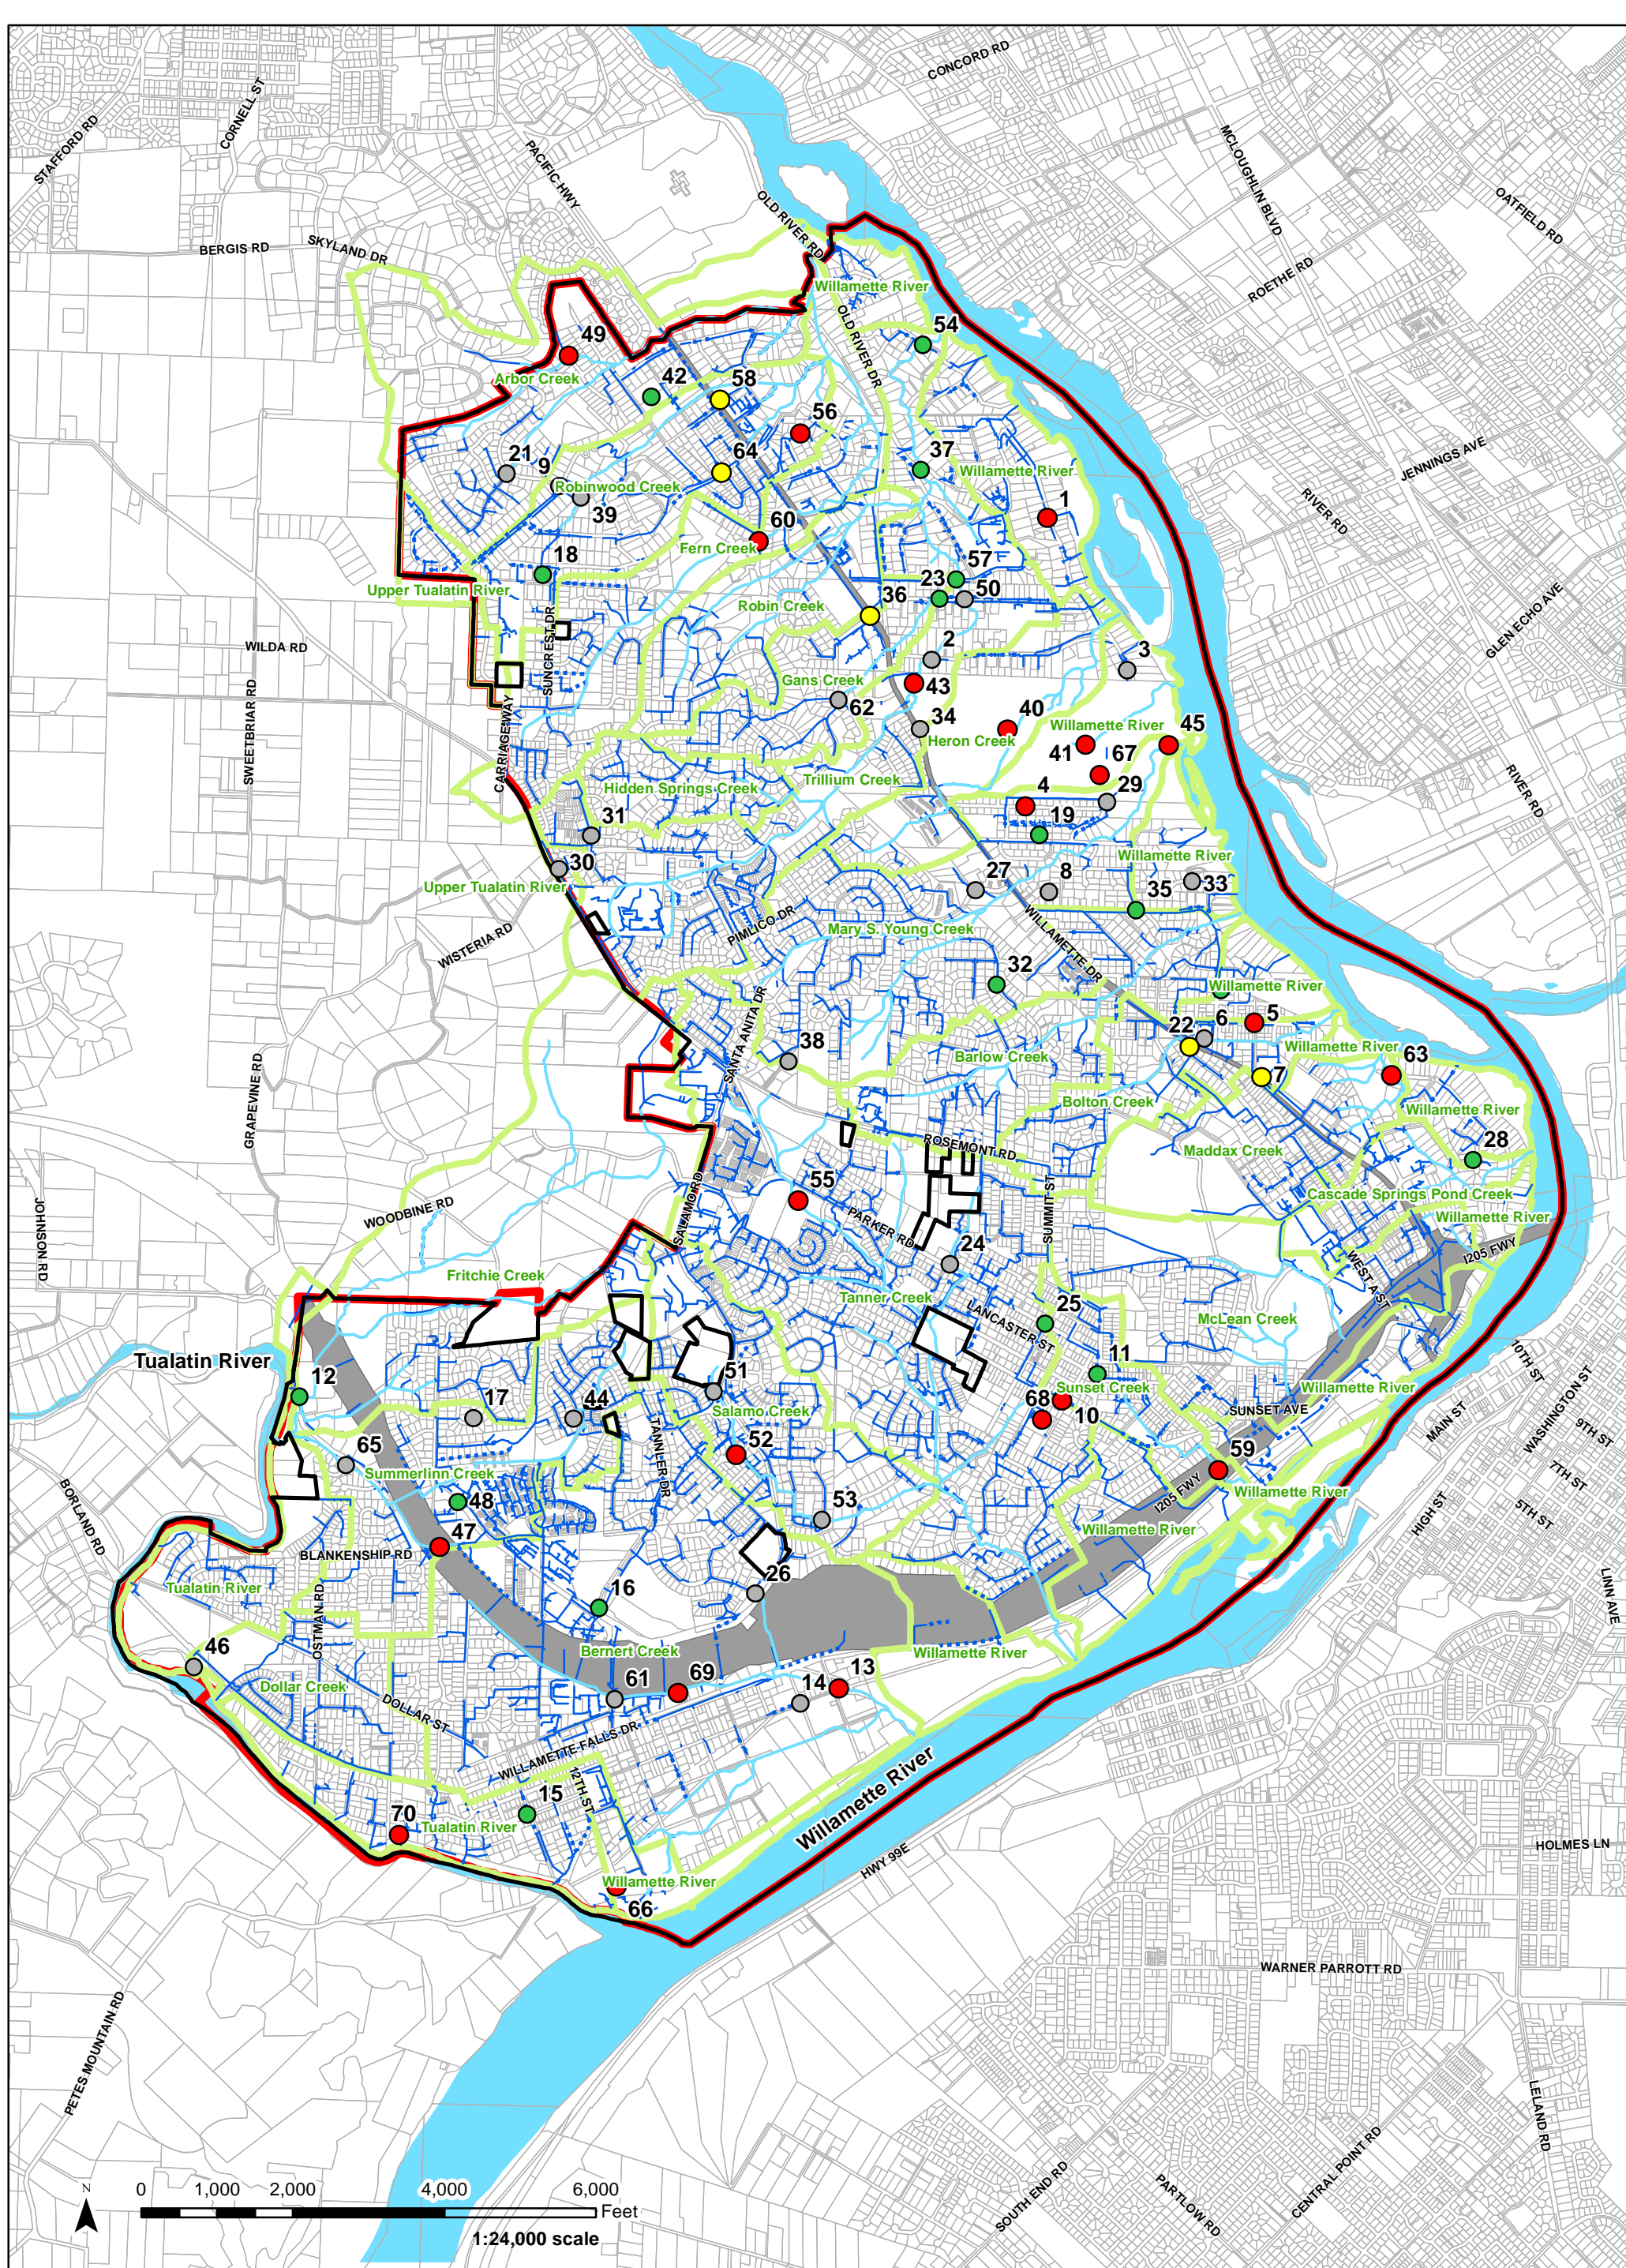 CONCORD RD
CORNELL ST
STAFFORD RD
PACIFIC HWY
MCLOUGHLIN BLVD
OATFIELD RD
OLD RIVER RD
BERGIS RD
SKYLAND DR
ROETHE RD
Willamette River
OLD RIVER DR
54
49
Arbor Creek
42
58
56
JENNINGS AVE
21
9
64
37
Willamette River
Robinwood Creek
39
1
RIVER RD
60
Fern Creek
18
57
Upper Tualatin River
23
50
36
Robin Creek
GLEN ECHO AVE
WILDA RD
SUNCREST DR
2
3
Gans Creek
43
SWEETBRIAR RD
62
CARRIAGE WAY
34
40
Willamette River
45
Heron Creek
41
67
Trillium Creek
Hidden Springs Creek
4
29
RIVER RD
31
19
30
27
8
Willamette River
33
Upper Tualatin River
35
PIMLICO DR
Mary S. Young Creek
WISTERIA RD
WILLAMETTE DR
32
Willamette River
SANTA ANITA DR
5
6
22
38
Barlow Creek
Willamette River
63
7
Bolton Creek
GRAPEVINE RD
Willamette River
ROSEMONT RD
Maddax Creek
28
55
SUMMIT ST
Cascade Springs Pond Creek
JOHNSON RD
WOODBINE RD
SALAMO RD
PARKER RD
Willamette River
24
I205 FWY
Fritchie Creek
WEST A ST
Tanner Creek
25
LANCASTER ST
McLean Creek
Tualatin River
10TH ST
51
11
12
Sunset Creek
Willamette River
17
44
Salamo Creek
68
10
SUNSET AVE
MAIN ST
WASHINGTON ST
9TH ST
TANNLER DR
52
65
Summerlinn Creek
59
7TH ST
BORLAND RD
48
I205 FWY
Willamette River
53
HIGH ST
5TH ST
47
Willamette River
BLANKENSHIP RD
26
Tualatin River
16
LINN AVE
OSTMAN RD
46
Bernert Creek
Willamette River
Dollar Creek
61
69
14
13
DOLLAR ST
WILLAMETTE FALLS DR
12TH ST
70
15
Tualatin River
Willamette River
HWY 99E
HOLMES LN
Willamette River
66
WARNER PARROTT RD
PETES MOUNTAIN RD
LELAND RD
CENTRAL POINT RD
SOUTH END RD
PARTLOW RD
N
0 1,000 2,000 4,000 6,000
Feet
1:24,000 scale